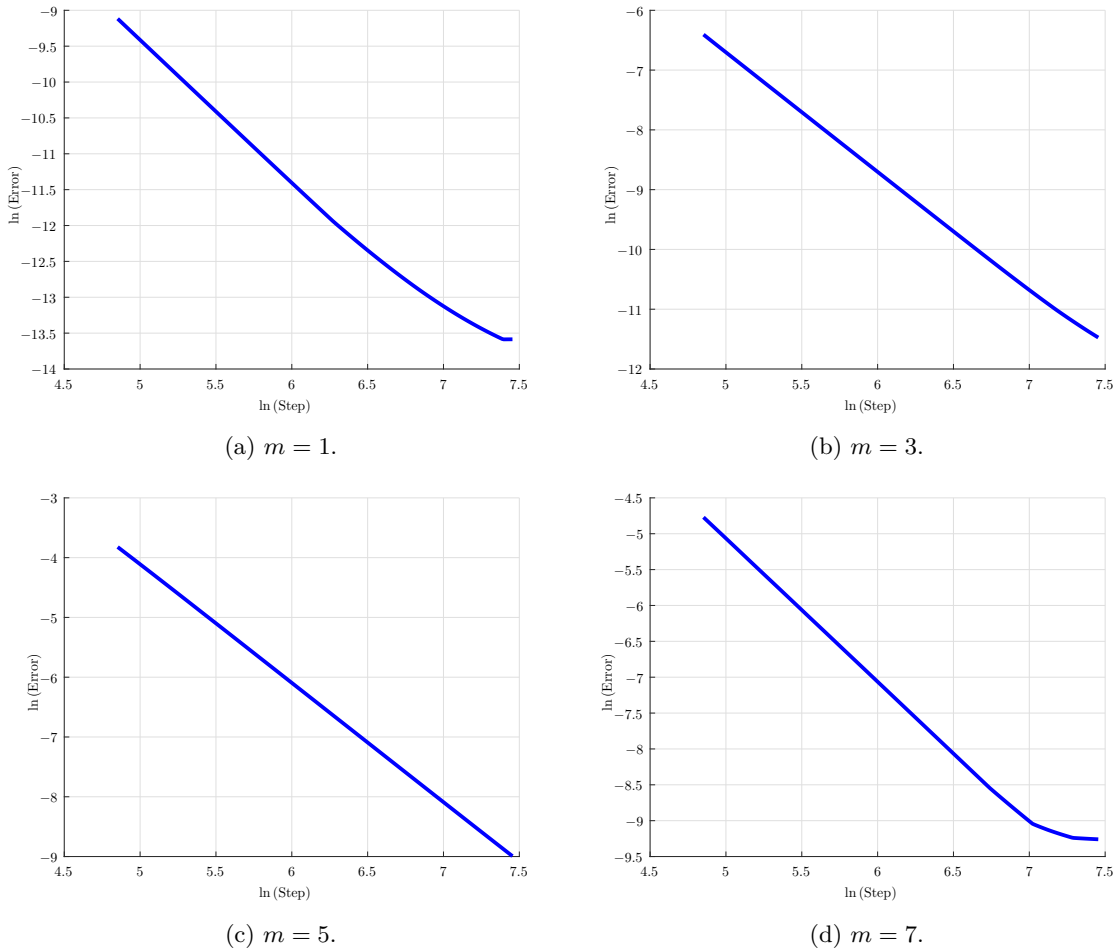 −9
−9.5
−10
−10.5
−11
−11.5
−12
−12.5
−13
−13.5
−14
ln (Error)
4.5 5 5.5 6 6.5 7 7.5
ln (Step)
(a) m = 1.
−6
−7
−8
−9
−10
−11
−12
ln (Error)
4.5 5 5.5 6 6.5 7 7.5
ln (Step)
(b) m = 3.
−3
−4
−5
−6
−7
−8
−9
ln (Error)
4.5 5 5.5 6 6.5 7 7.5
ln (Step)
(c) m = 5.
−4.5
−5
−5.5
−6
−6.5
−7
−7.5
−8
−8.5
−9
−9.5
ln (Error)
4.5 5 5.5 6 6.5 7 7.5
ln (Step)
(d) m = 7.